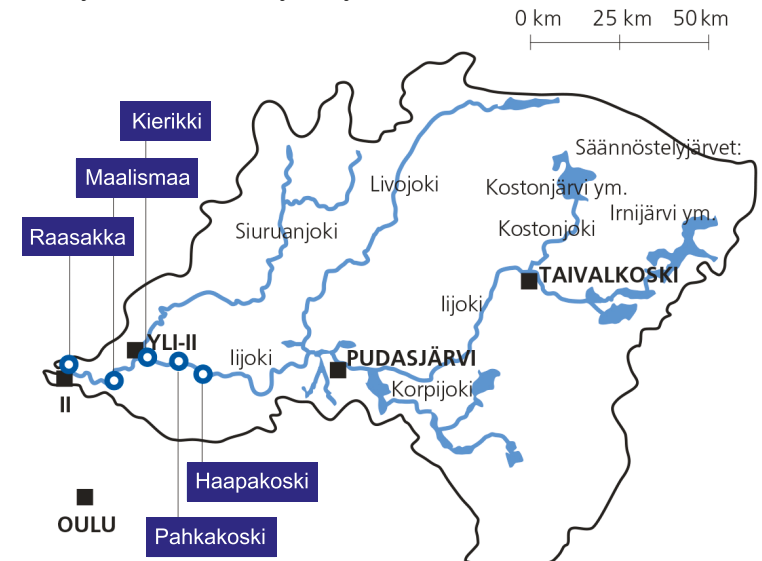 0 km 25 km 50 km
Kierikki
Säännöstelyjärvet:
Maalismaa
Livojoki
Kostonjärvi ym.
Irnijärvi ym.
Raasakka
Siuruanjoki
Kostonjoki
TAIVALKOSKI
Iijoki
YLI-II
Iijoki
PUDASJÄRVI
Korpijoki
II
Haapakoski
OULU
Pahkakoski